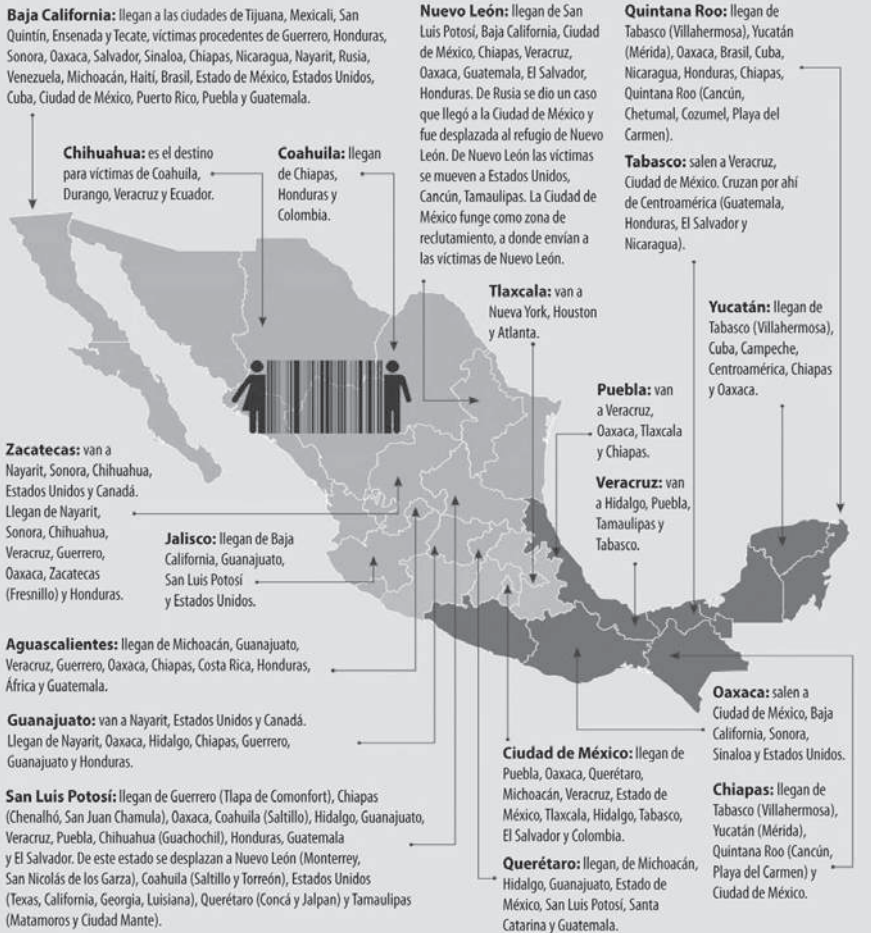 Baja California: llegan a las ciudades de Tijuana, Mexicali, San
Quintín, Ensenada y Tecate, víctimas procedentes de Guerrero, Honduras,
Sonora, Oaxaca, Salvador, Sinaloa, Chiapas, Nicaragua, Nayarit, Rusia,
Venezuela, Michoacán, Haití, Brasil, Estado de México, Estados Unidos,
Cuba, Ciudad de México, Puerto Rico, Puebla y Guatemala.
Chihuahua: es el destino
para víctimas de Coahuila,
Durango, Veracruz y Ecuador.
Coahuila: llegan
de Chiapas,
Honduras y
Colombia.
Nuevo León: llegan de San
Luis Potosí, Baja California, Ciudad
de México, Chiapas, Veracruz,
Oaxaca, Guatemala, El Salvador,
Honduras. De Rusia se dio un caso
que llegó a la Ciudad de México y
fue desplazada al refugio de Nuevo
León. De Nuevo León las víctimas
se mueven a Estados Unidos,
Cancún, Tamaulipas. La Ciudad de
México funge como zona de
reclutamiento, a donde envían a
las víctimas de Nuevo León.
Quintana Roo: llegan de
Tabasco (Villahermosa), Yucatán
(Mérida), Oaxaca, Brasil, Cuba,
Nicaragua, Honduras, Chiapas,
Quintana Roo (Cancún,
Chetumal, Cozumel, Playa del
Carmen).
Tabasco: salen a Veracruz,
Ciudad de México. Cruzan por ahí
de Centroamérica (Guatemala,
Honduras, El Salvador y
Nicaragua).
Tlaxcala: van a
Nueva York, Houston
y Atlanta.
Yucatán: llegan de
Tabasco (Villahermosa),
Cuba, Campeche,
Centroamérica, Chiapas
y Oaxaca.
Puebla: van
a Veracruz,
Oaxaca, Tlaxcala
y Chiapas.
Veracruz: van
a Hidalgo, Puebla,
Tamaulipas y
Tabasco.
Zacatecas: van a
Nayarit, Sonora, Chihuahua,
Estados Unidos y Canadá.
Llegan de Nayarit,
Sonora, Chihuahua,
Veracruz, Guerrero,
Oaxaca, Zacatecas
(Fresnillo) y Honduras.
Jalisco: llegan de Baja
California, Guanajuato,
San Luis Potosí
y Estados Unidos.
Aguascalientes: llegan de Michoacán, Guanajuato,
Veracruz, Guerrero, Oaxaca, Chiapas, Costa Rica, Honduras,
África y Guatemala.
Guanajuato: van a Nayarit, Estados Unidos y Canadá.
Llegan de Nayarit, Oaxaca, Hidalgo, Chiapas, Guerrero,
Guanajuato y Honduras.
San Luis Potosí: llegan de Guerrero (Tlapa de Comonfort), Chiapas
(Chenalhó, San Juan Chamula), Oaxaca, Coahuila (Saltillo), Hidalgo, Guanajuato,
Veracruz, Puebla, Chihuahua (Guachochil), Honduras, Guatemala
y El Salvador. De este estado se desplazan a Nuevo León (Monterrey,
San Nicolás de los Garza), Coahuila (Saltillo y Torreón), Estados Unidos
(Texas, California, Georgia, Luisiana), Querétaro (Concá y Jalpan) y Tamaulipas
(Matamoros y Ciudad Mante).
Ciudad de México: llegan de
Puebla, Oaxaca, Querétaro,
Michoacán, Veracruz, Estado de
México, Tlaxcala, Hidalgo, Tabasco,
El Salvador y Colombia.
Querétaro: llegan, de Michoacán,
Hidalgo, Guanajuato, Estado de
México, San Luis Potosí, Santa
Catarina y Guatemala.
Oaxaca: salen a
Ciudad de México, Baja
California, Sonora,
Sinaloa y Estados Unidos.
Chiapas: llegan de
Tabasco (Villahermosa),
Yucatán (Mérida),
Quintana Roo (Cancún,
Playa del Carmen) y
Ciudad de México.